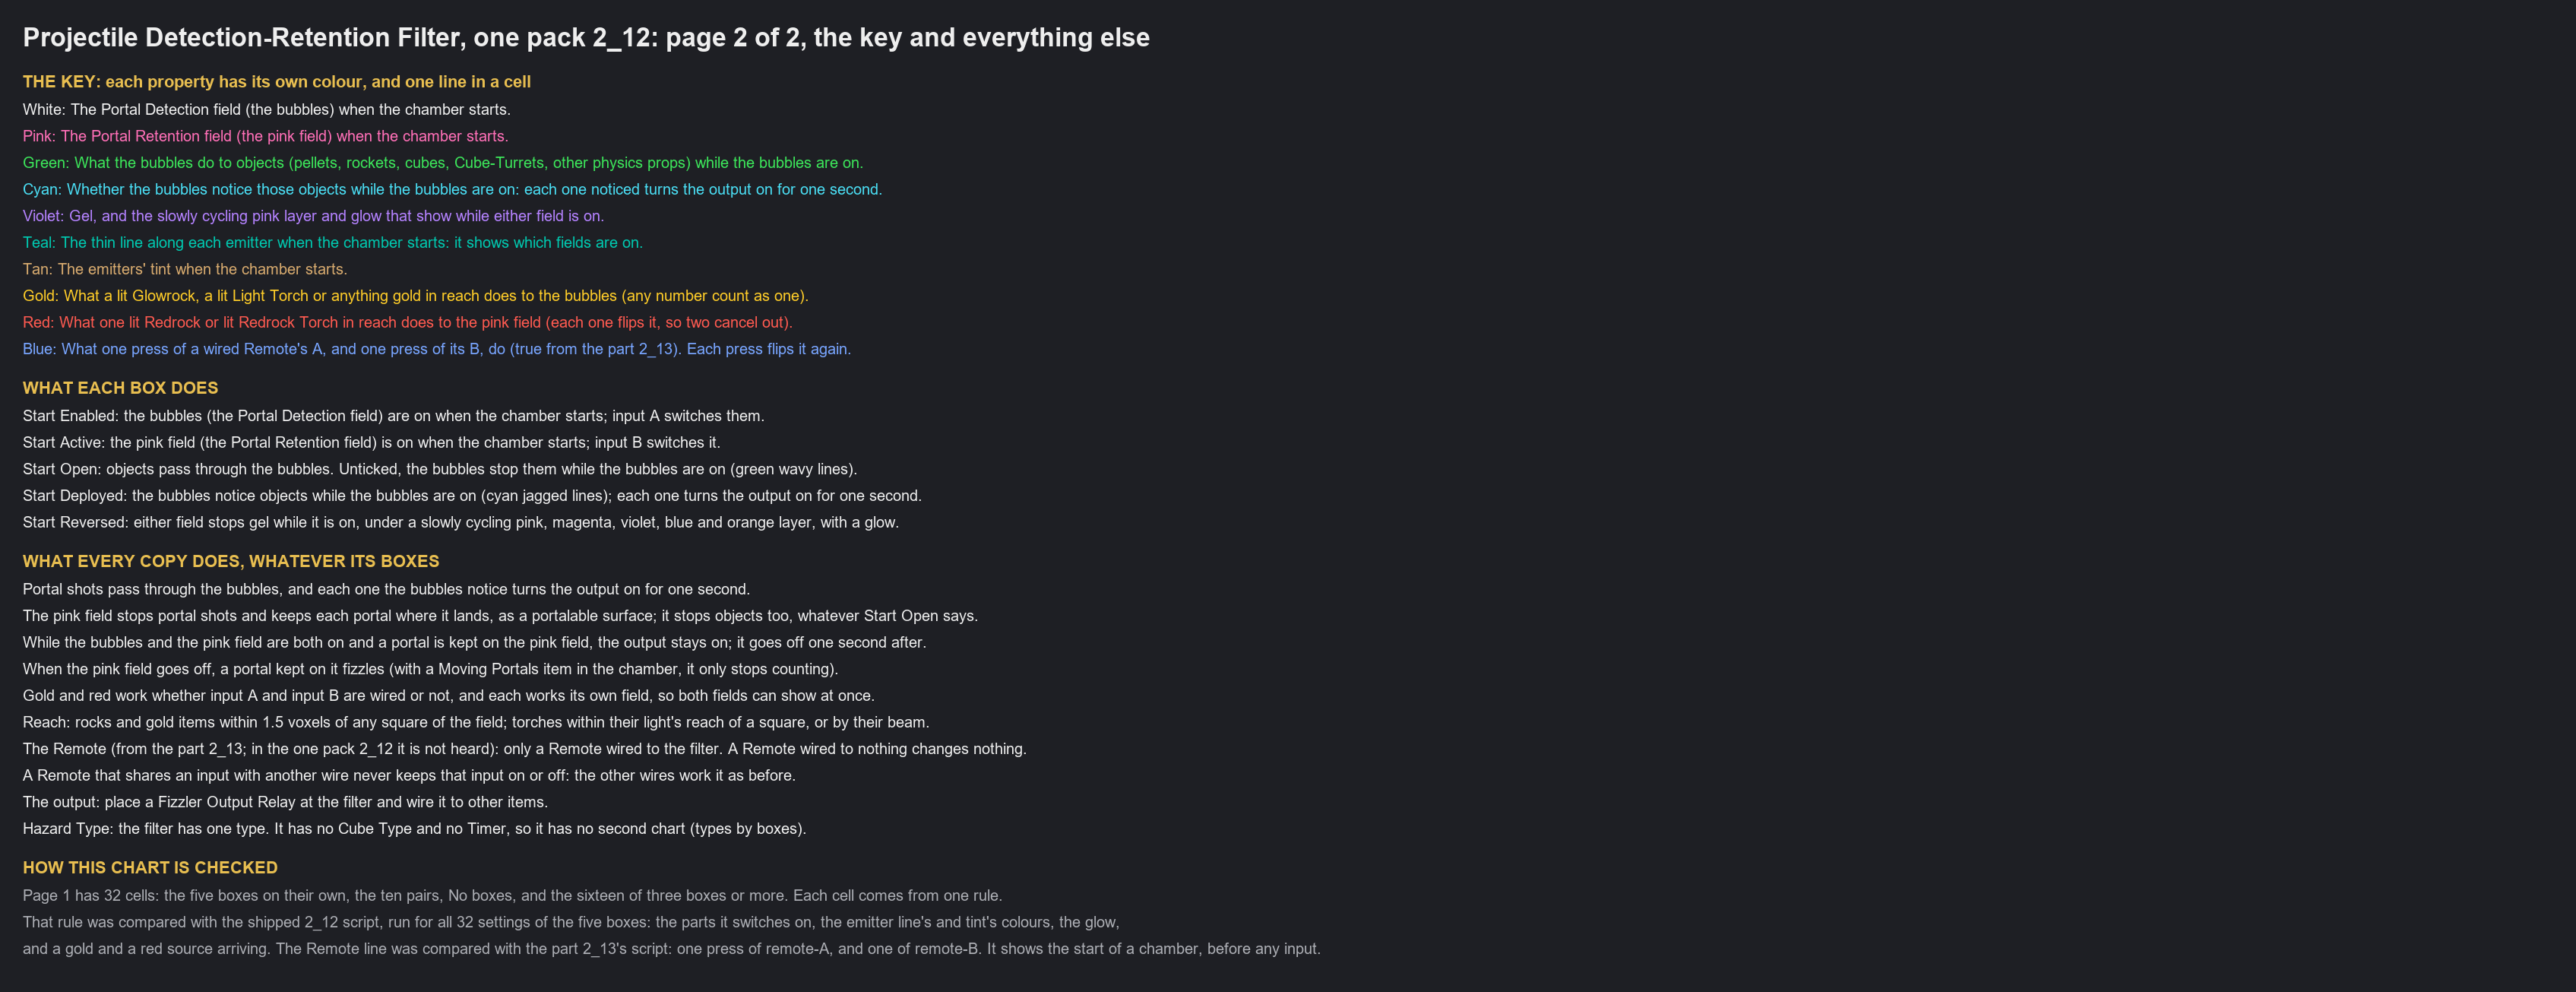 Projectile Detection-Retention Filter, one pack 2_12: page 2 of 2, the key and everything else
THE KEY: each property has its own colour, and one line in a cell
White: The Portal Detection field (the bubbles) when the chamber starts.
Pink: The Portal Retention field (the pink field) when the chamber starts.
Green: What the bubbles do to objects (pellets, rockets, cubes, Cube-Turrets, other physics props) while the bubbles are on.
Cyan: Whether the bubbles notice those objects while the bubbles are on: each one noticed turns the output on for one second.
Violet: Gel, and the slowly cycling pink layer and glow that show while either field is on.
Teal: The thin line along each emitter when the chamber starts: it shows which fields are on.
Tan: The emitters' tint when the chamber starts.
Gold: What a lit Glowrock, a lit Light Torch or anything gold in reach does to the bubbles (any number count as one).
Red: What one lit Redrock or lit Redrock Torch in reach does to the pink field (each one flips it, so two cancel out).
Blue: What one press of a wired Remote's A, and one press of its B, do (true from the part 2_13). Each press flips it again.
WHAT EACH BOX DOES
Start Enabled: the bubbles (the Portal Detection field) are on when the chamber starts; input A switches them.
Start Active: the pink field (the Portal Retention field) is on when the chamber starts; input B switches it.
Start Open: objects pass through the bubbles. Unticked, the bubbles stop them while the bubbles are on (green wavy lines).
Start Deployed: the bubbles notice objects while the bubbles are on (cyan jagged lines); each one turns the output on for one second.
Start Reversed: either field stops gel while it is on, under a slowly cycling pink, magenta, violet, blue and orange layer, with a glow.
WHAT EVERY COPY DOES, WHATEVER ITS BOXES
Portal shots pass through the bubbles, and each one the bubbles notice turns the output on for one second.
The pink field stops portal shots and keeps each portal where it lands, as a portalable surface; it stops objects too, whatever Start Open says.
While the bubbles and the pink field are both on and a portal is kept on the pink field, the output stays on; it goes off one second after.
When the pink field goes off, a portal kept on it fizzles (with a Moving Portals item in the chamber, it only stops counting).
Gold and red work whether input A and input B are wired or not, and each works its own field, so both fields can show at once.
Reach: rocks and gold items within 1.5 voxels of any square of the field; torches within their light's reach of a square, or by their beam.
The Remote (from the part 2_13; in the one pack 2_12 it is not heard): only a Remote wired to the filter. A Remote wired to nothing changes nothing.
A Remote that shares an input with another wire never keeps that input on or off: the other wires work it as before.
The output: place a Fizzler Output Relay at the filter and wire it to other items.
Hazard Type: the filter has one type. It has no Cube Type and no Timer, so it has no second chart (types by boxes).
HOW THIS CHART IS CHECKED
Page 1 has 32 cells: the five boxes on their own, the ten pairs, No boxes, and the sixteen of three boxes or more. Each cell comes from one rule.
That rule was compared with the shipped 2_12 script, run for all 32 settings of the five boxes: the parts it switches on, the emitter line's and tint's colours, the glow,
and a gold and a red source arriving. The Remote line was compared with the part 2_13's script: one press of remote-A, and one of remote-B. It shows the start of a chamber, before any input.